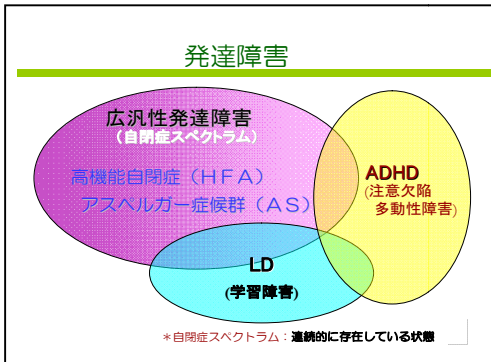 発達障害
広汎性発達障害
(自閉症スペクトラム)
高機能自閉症（ＨＦＡ）
アスペルガー症候群（ＡＳ）
ADHD
(注意欠陥
多動性障害)
LD
(学習障害)
＊自閉症スペクトラム：連続的に存在している状態